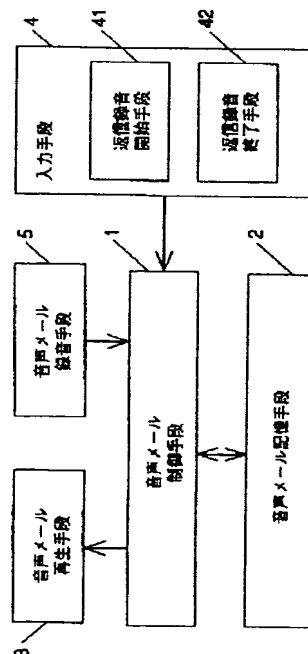 4
入力手段
41
返信録音
開始手段
42
返信録音
終了手段
5
音声メール
録音手段
3
音声メール
再生手段
1
音声メール
制御手段
2
音声メール記憶手段